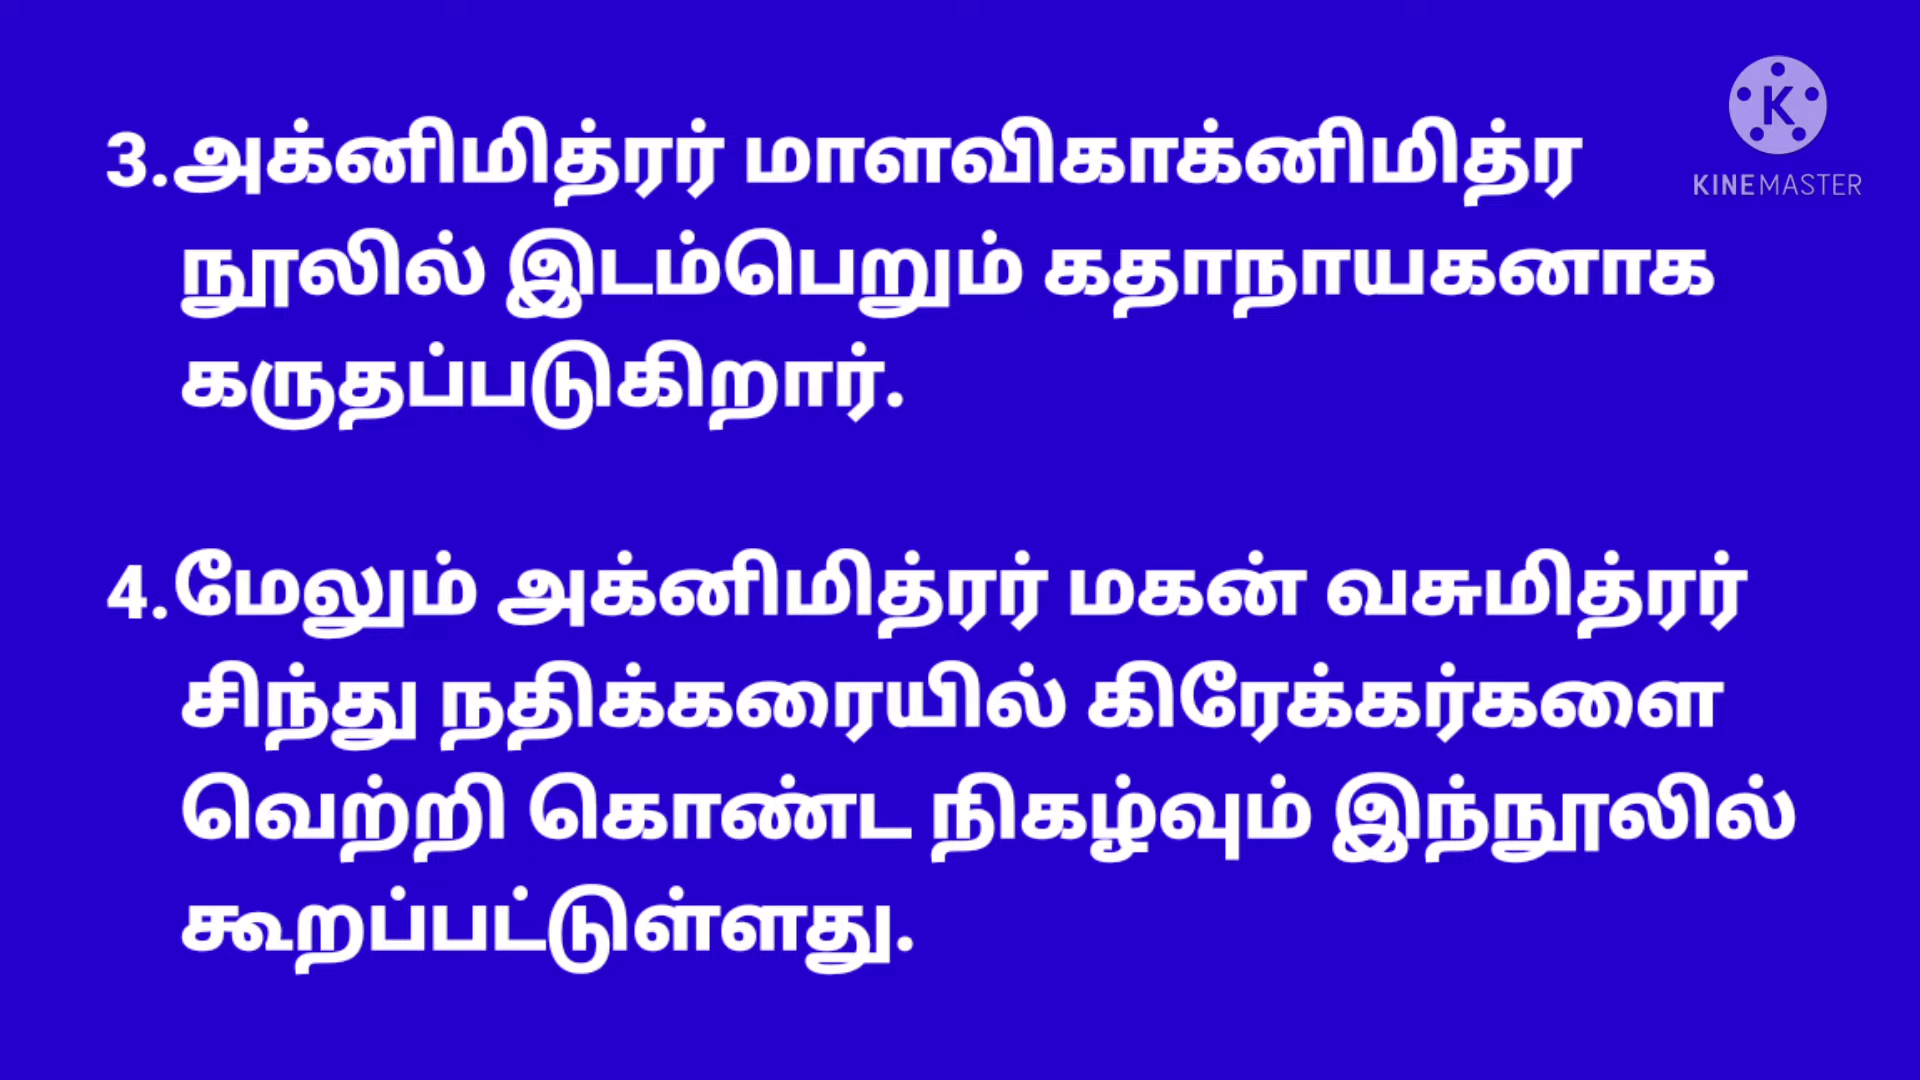 3.அக்னிமித்ரர் மாளவிகாக்னிமித்ர
நூலில் இடம்பெறும் கதாநாயகனாக
கருதப்படுகிறார்.
4.மேலும் அக்னிமித்ரர் மகன் வசுமித்ரர்
சிந்து நதிக்கரையில் கிரேக்கர்களை
வெற்றி கொண்ட நிகழ்வும் இந்நூலில்
கூறப்பட்டுள்ளது.
K
KINEMASTER